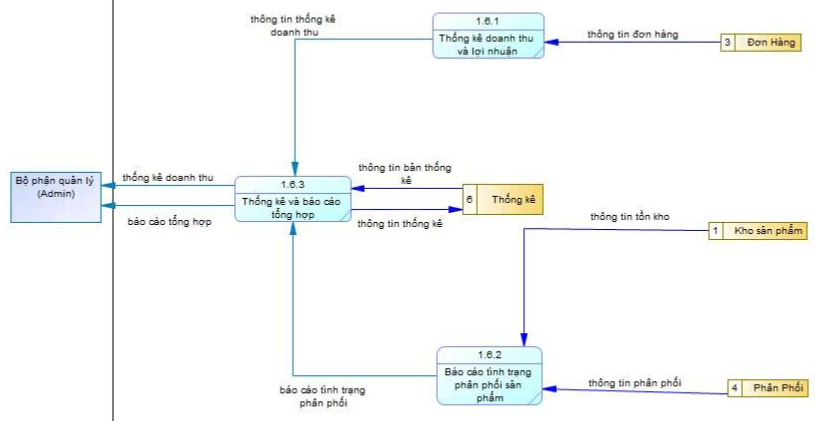 thông tin thống kê
doanh thu
1.6.1
Thống kê doanh thu
và lợi nhuận
thông tin đơn hàng
3 Đơn Hàng
Bộ phận quản lý
(Admin)
thống kê doanh thu
báo cáo tổng hợp
1.6.3
Thống kê và báo cáo
tổng hợp
thông tin bản thống
kê
thông tin thống kê
6 Thống kê
thông tin tồn kho
1 Kho sản phẩm
1.6.2
Báo cáo tình trạng
phân phối sản
phẩm
báo cáo tình trạng
phân phối
thông tin phân phối
4 Phân Phối